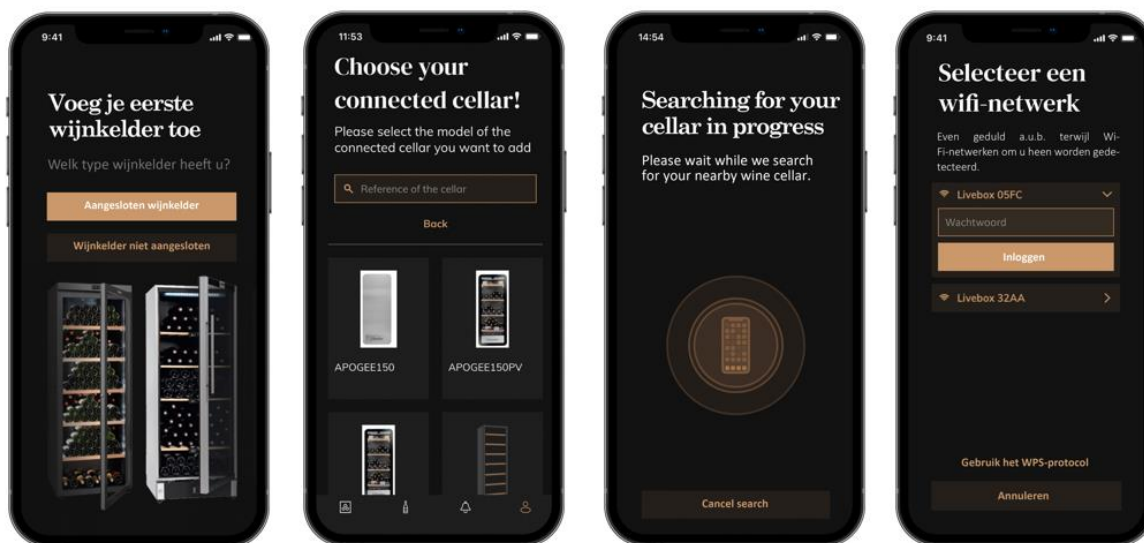 9:41
Voeg je eerste
wijnkelder toe
Welk type wijnkelder heeft u?
Aangesloten wijnkelder
Wijnkelder niet aangesloten
11:53
Choose your
connected cellar!
Please select the model of the
connected cellar you want to add
Reference of the cellar
Back
APOGEE150
APOGEE150PV
14:54
Searching for your
cellar in progress
Please wait while we search
for your nearby wine cellar.
Cancel search
9:41
Selecteer een
wifi-netwerk
Even geduld a.u.b. terwijl Wi-
Fi-netwerken om u heen worden gede-
tecteerd.
Livebox 05FC
Wachtwoord
Inloggen
Livebox 32AA
Gebruik het WPS-protocol
Annuleren